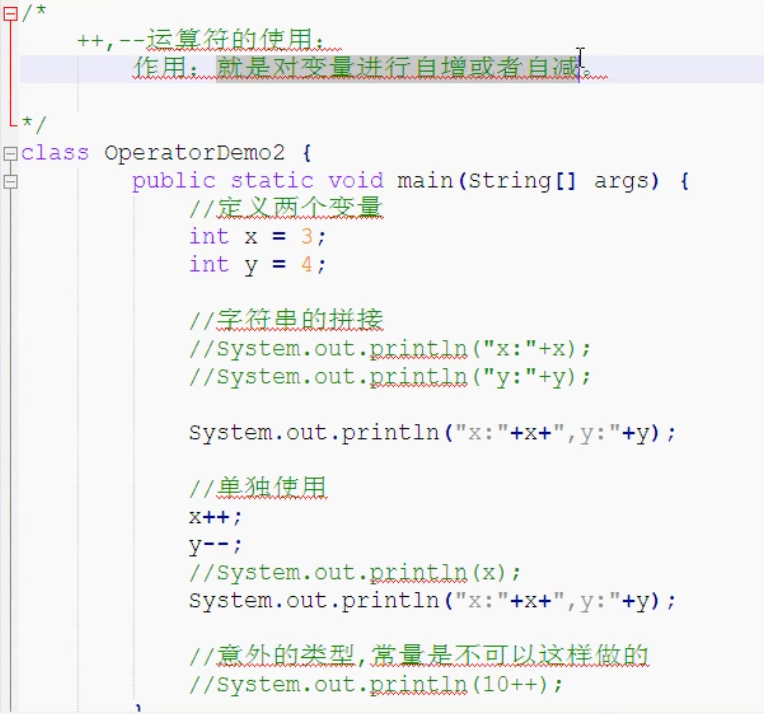 /*
++,--运算符的使用:
作用: 就是对变量进行自增或者自减。
*/
class OperatorDemo2 {
public static void main(String[] args) {
//定义两个变量
int x = 3;
int y = 4;
//字符串的拼接
//System.out.println("x:"+x);
//System.out.println("y:"+y);
System.out.println("x:"+x+",y:"+y);
//单独使用
x++;
y--;
//System.out.println(x);
System.out.println("x:"+x+",y:"+y);
//意外的类型,常量是不可以这样做的
//System.out.println(10++);
}